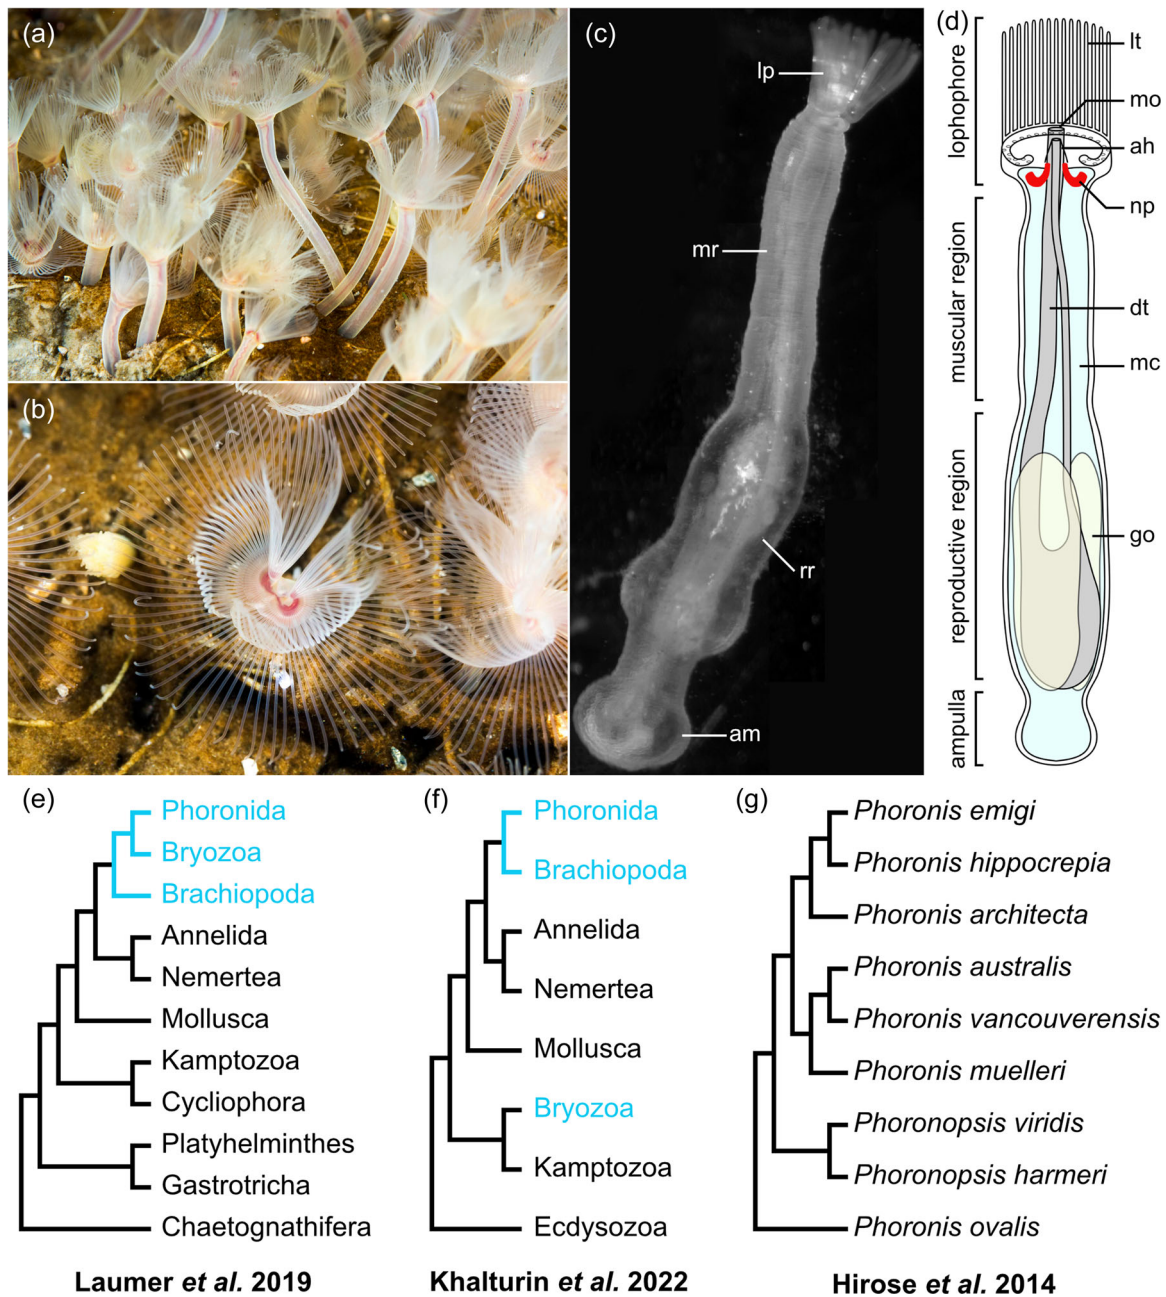 (a)
(b)
(c)
lp
mr
rr
am
(d)
lophophore
muscular region
reproductive region
ampulla
lt
mo
ah
np
dt
mc
go
(e)
Phoronida
Bryozoa
Brachiopoda
Annelida
Nemertea
Mollusca
Kamptozoa
Cycliophora
Platyhelminthes
Gastrotricha
Chaetognathifera
Laumer et al. 2019
(f)
Phoronida
Brachiopoda
Annelida
Nemertea
Mollusca
Bryozoa
Kamptozoa
Ecdysozoa
Khalturin et al. 2022
(g)
Phoronis emigi
Phoronis hippocrepia
Phoronis architecta
Phoronis australis
Phoronis vancouverensis
Phoronis muelleri
Phoronopsis viridis
Phoronopsis harmeri
Phoronis ovalis
Hirose et al. 2014